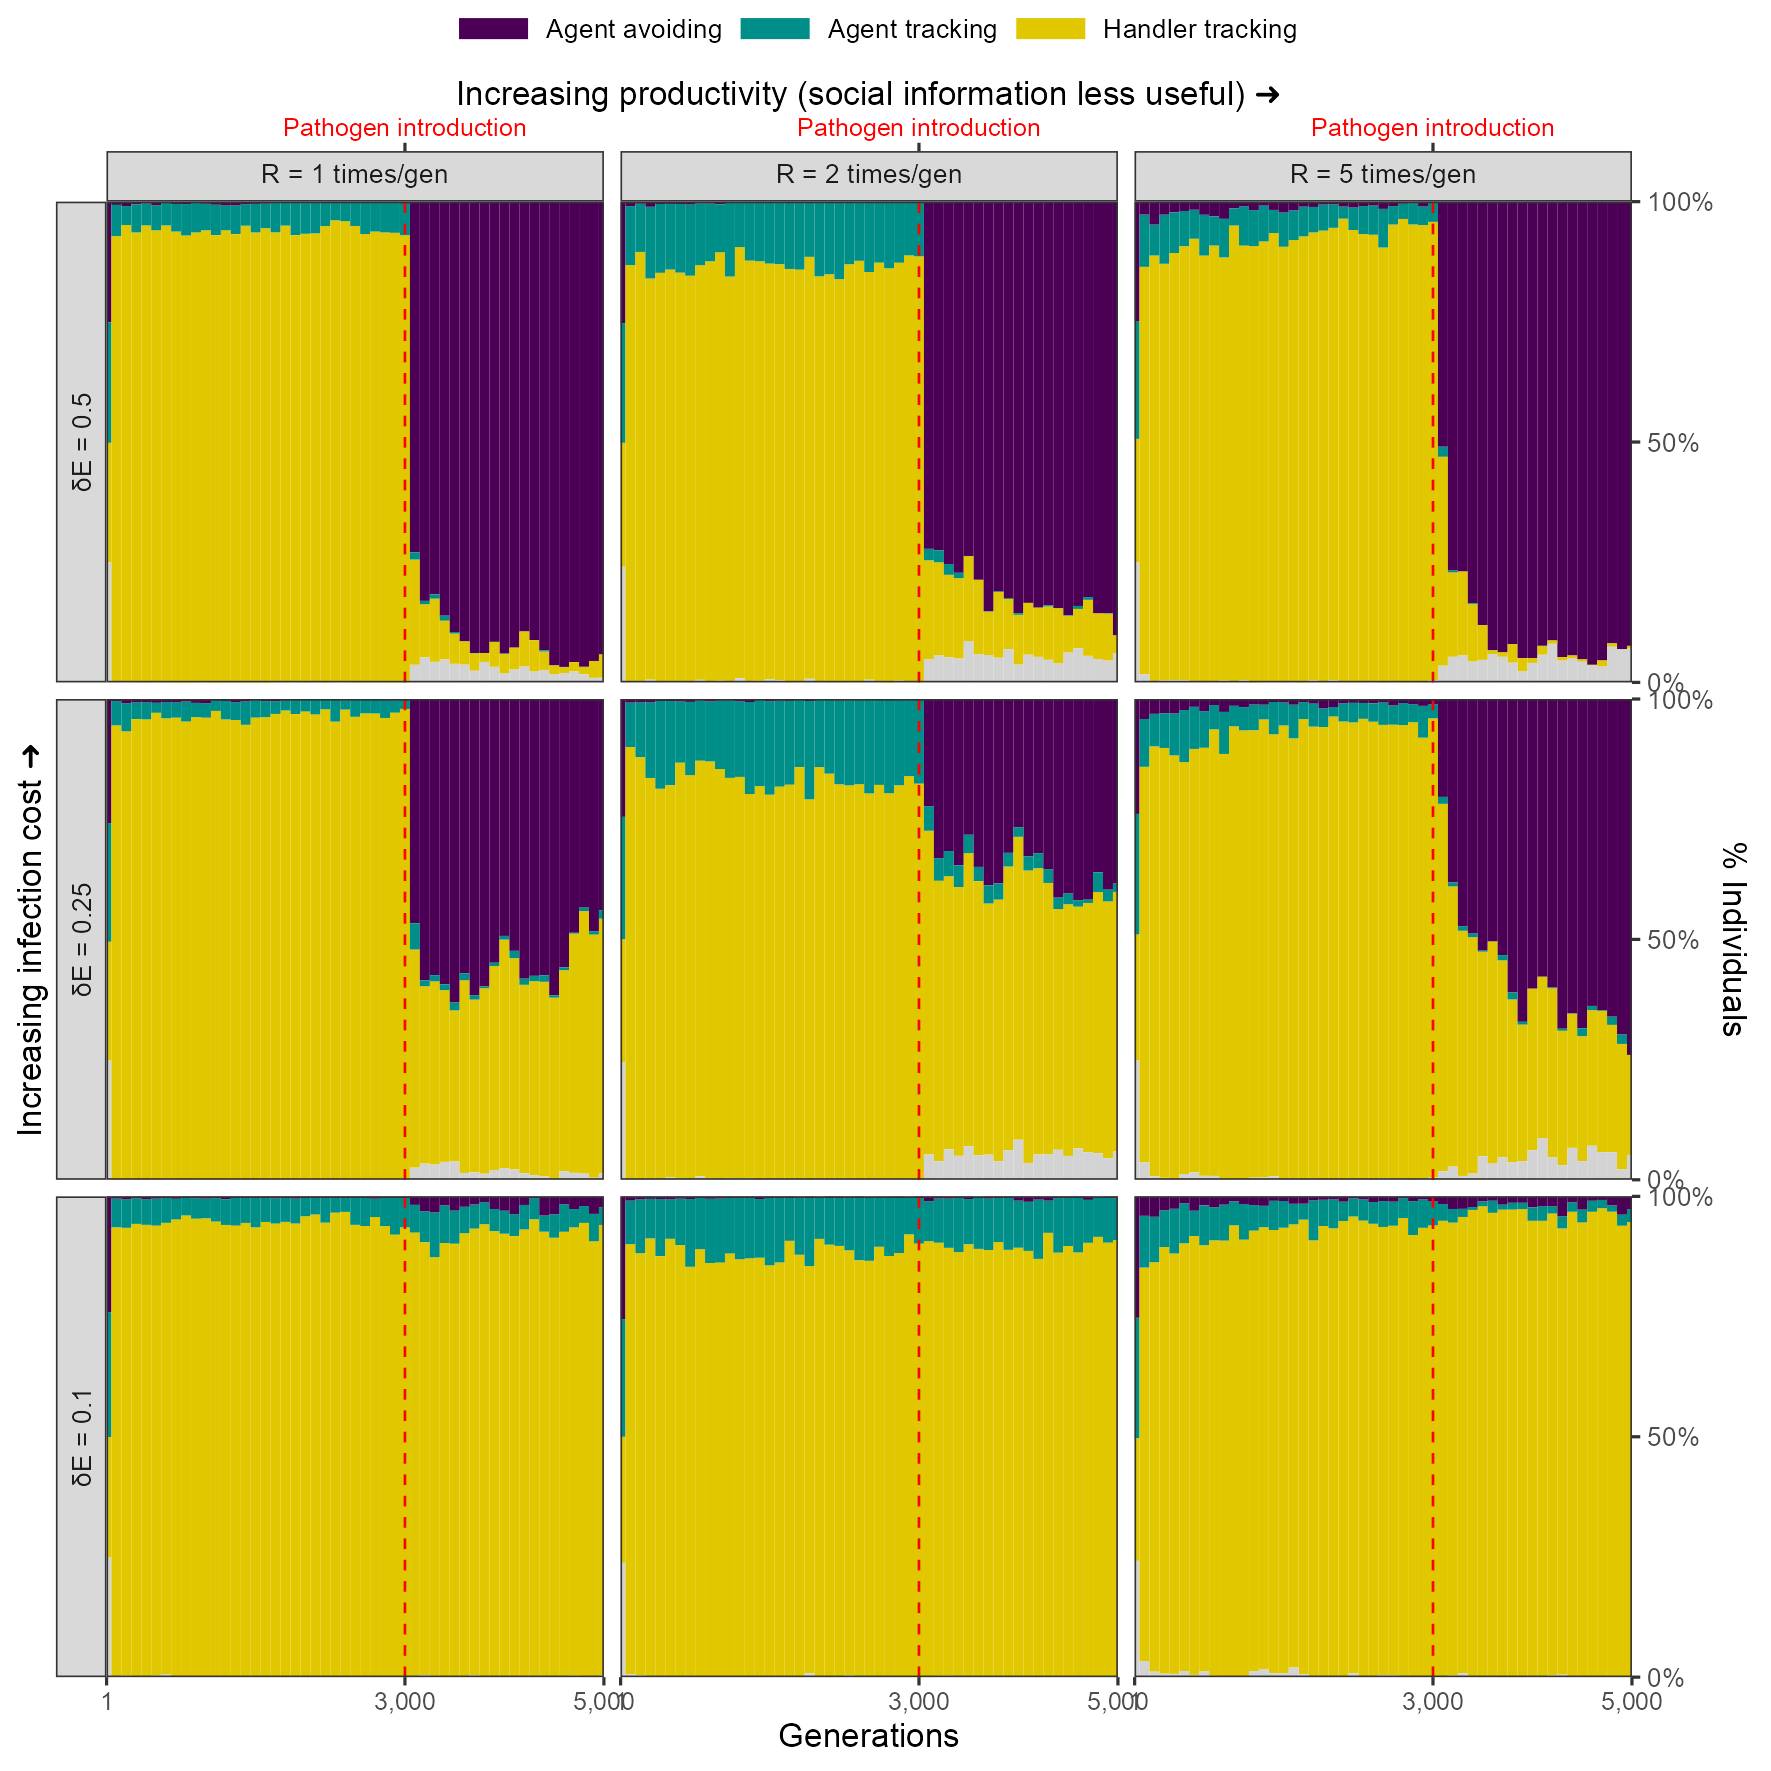 Agent avoiding Agent tracking Handler tracking
Increasing productivity (social information less useful) ➔
Pathogen introduction Pathogen introduction Pathogen introduction
R = 1 times/gen R = 2 times/gen R = 5 times/gen
δE = 0.5
100%
50%
0%
Increasing infection cost ➔
δE = 0.25
100%
50%
0%
% Individuals
δE = 0.1
100%
50%
0%
1 3,000 5,000 1 3,000 5,000 1 3,000 5,000
Generations